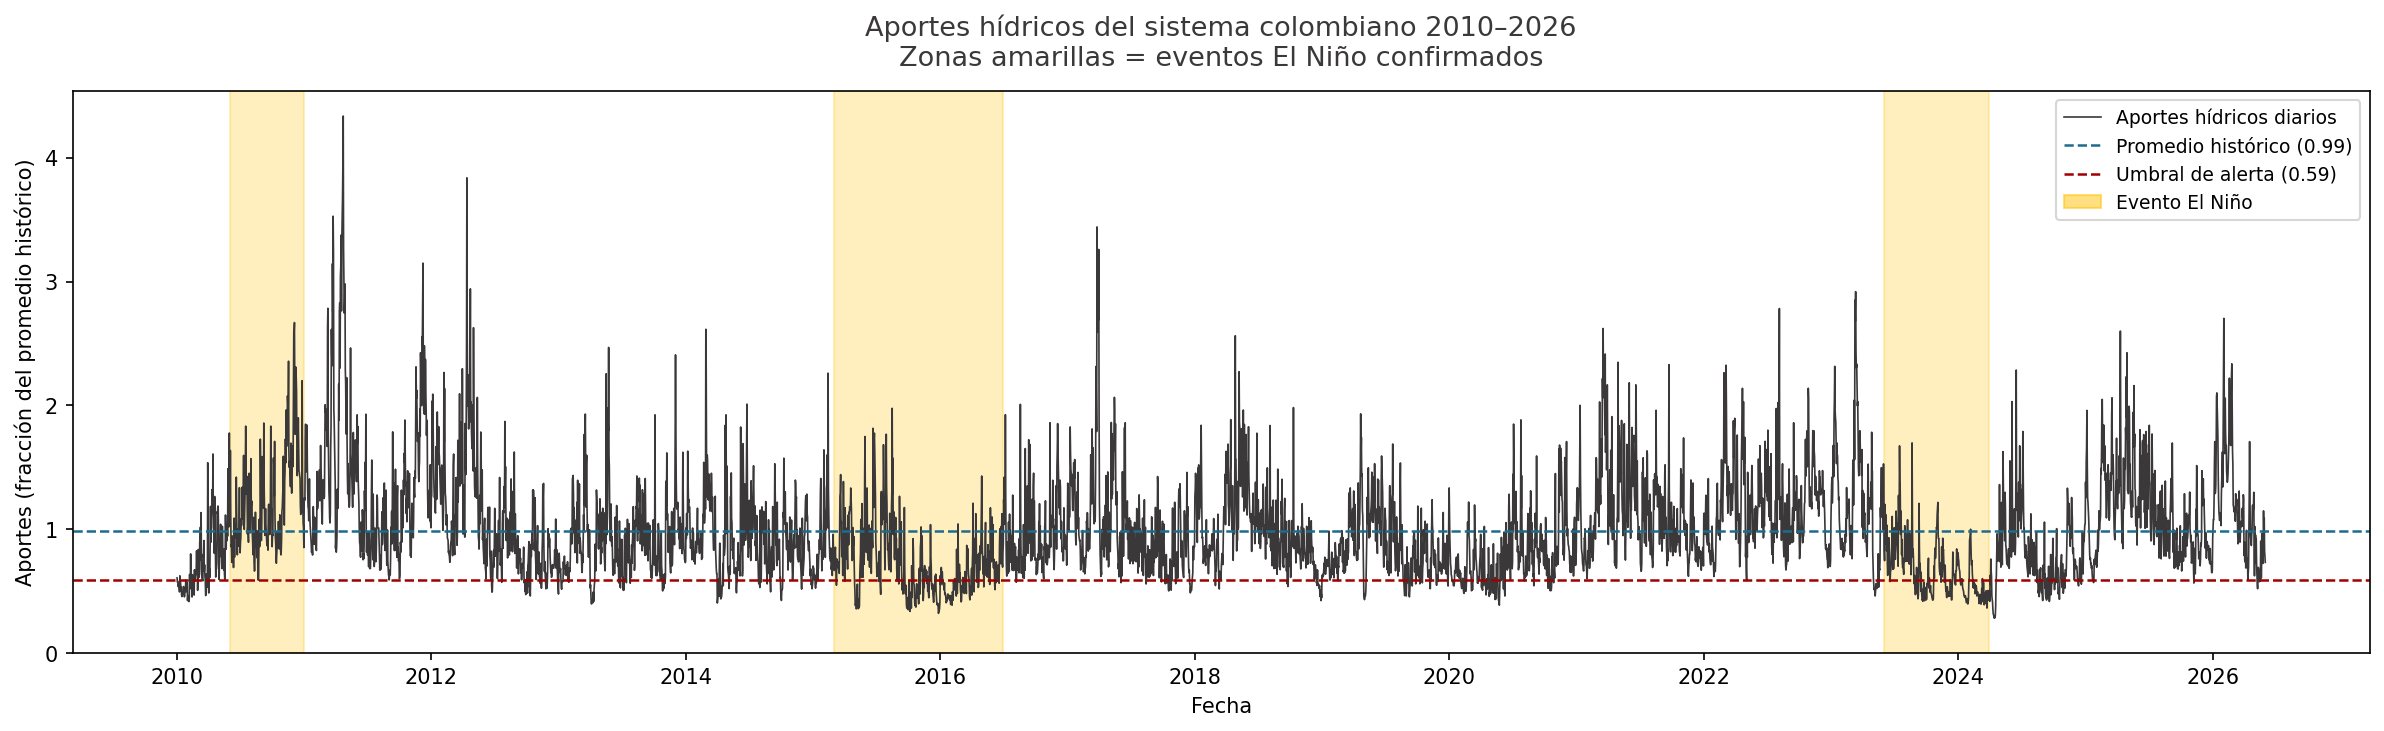 Aportes hídricos del sistema colombiano 2010–2026
Zonas amarillas = eventos El Niño confirmados
Aportes hídricos diarios
Promedio histórico (0.99)
Umbral de alerta (0.59)
Evento El Niño
Aportes (fracción del promedio histórico)
4
3
2
1
0
2010 2012 2014 2016 2018 2020 2022 2024 2026
Fecha